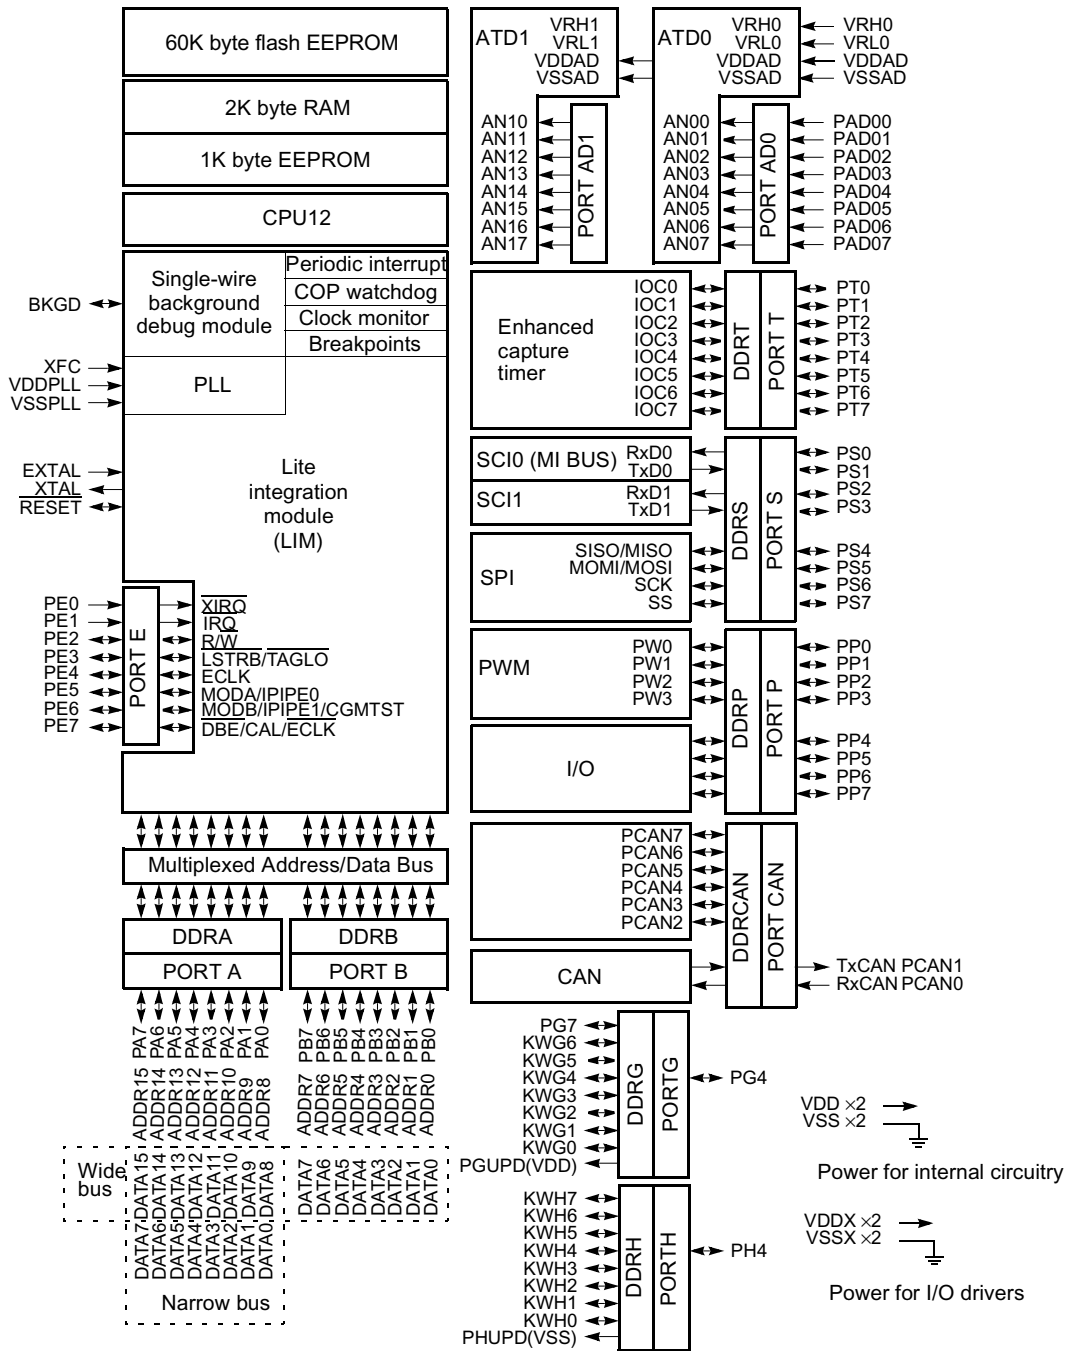 60K byte flash EEPROM
2K byte RAM
1K byte EEPROM
CPU12
Single-wire
background
debug module
Periodic interrupt
COP watchdog
Clock monitor
Breakpoints
BKGD
XFC
VDDPLL
VSSPLL
PLL
EXTAL
XTAL
RESET
Lite
integration
module
(LIM)
PE0
PE1
PE2
PE3
PE4
PE5
PE6
PE7
PORT E
XIRQ
IRQ
R/W
LSTRB/TAGLO
ECLK
MODA/IPIPE0
MODB/IPIPE1/CGMTST
DBE/CAL/ECLK
Multiplexed Address/Data Bus
DDRA
DDRB
PORT A
PORT B
PA7
PA6
PA5
PA4
PA3
PA2
PA1
PA0
PB7
PB6
PB5
PB4
PB3
PB2
PB1
PB0
ADDR15
ADDR14
ADDR13
ADDR12
ADDR11
ADDR10
ADDR9
ADDR8
ADDR7
ADDR6
ADDR5
ADDR4
ADDR3
ADDR2
ADDR1
ADDR0
Wide
bus
DATA15
DATA14
DATA13
DATA12
DATA11
DATA10
DATA9
DATA8
DATA7
DATA6
DATA5
DATA4
DATA3
DATA2
DATA1
DATA0
DATA7
DATA6
DATA5
DATA4
DATA3
DATA2
DATA1
DATA0
Narrow bus
ATD1
VRH1
VRL1
VDDAD
VSSAD
AN10
AN11
AN12
AN13
AN14
AN15
AN16
AN17
PORT AD1
ATD0
VRH0
VRL0
VDDAD
VSSAD
VRH0
VRL0
VDDAD
VSSAD
AN00
AN01
AN02
AN03
AN04
AN05
AN06
AN07
PORT AD0
PAD00
PAD01
PAD02
PAD03
PAD04
PAD05
PAD06
PAD07
Enhanced
capture
timer
IOC0
IOC1
IOC2
IOC3
IOC4
IOC5
IOC6
IOC7
DDRT
PORT T
PT0
PT1
PT2
PT3
PT4
PT5
PT6
PT7
SCI0 (MI BUS)
RxD0
TxD0
SCI1
RxD1
TxD1
SPI
SISO/MISO
MOMI/MOSI
SCK
SS
DDRS
PORT S
PS0
PS1
PS2
PS3
PS4
PS5
PS6
PS7
PWM
PW0
PW1
PW2
PW3
I/O
DDRP
PORT P
PP0
PP1
PP2
PP3
PP4
PP5
PP6
PP7
PCAN7
PCAN6
PCAN5
PCAN4
PCAN3
PCAN2
CAN
DDRCAN
PORT CAN
TxCAN PCAN1
RxCAN PCAN0
PG7
KWG6
KWG5
KWG4
KWG3
KWG2
KWG1
KWG0
PGUPD(VDD)
DDRG
PORTG
PG4
KWH7
KWH6
KWH5
KWH4
KWH3
KWH2
KWH1
KWH0
PHUPD(VSS)
DDRH
PORTH
PH4
VDD ×2
VSS ×2
Power for internal circuitry
VDDX ×2
VSSX ×2
Power for I/O drivers